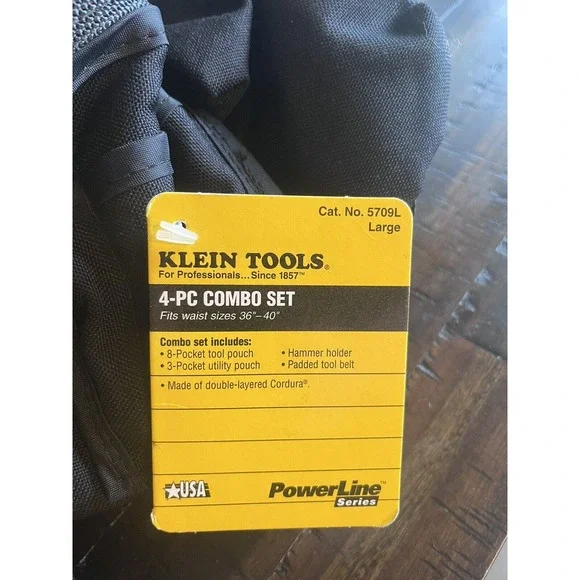 Cat. No. 5709L
Large
KLEIN TOOLS®
For Professionals...Since 1857™
4-PC COMBO SET
Fits waist sizes 36"–40"
Combo set includes:
• 8-Pocket tool pouch
• 3-Pocket utility pouch
• Hammer holder
• Padded tool belt
• Made of double-layered Cordura®.
USA
PowerLine™
Series